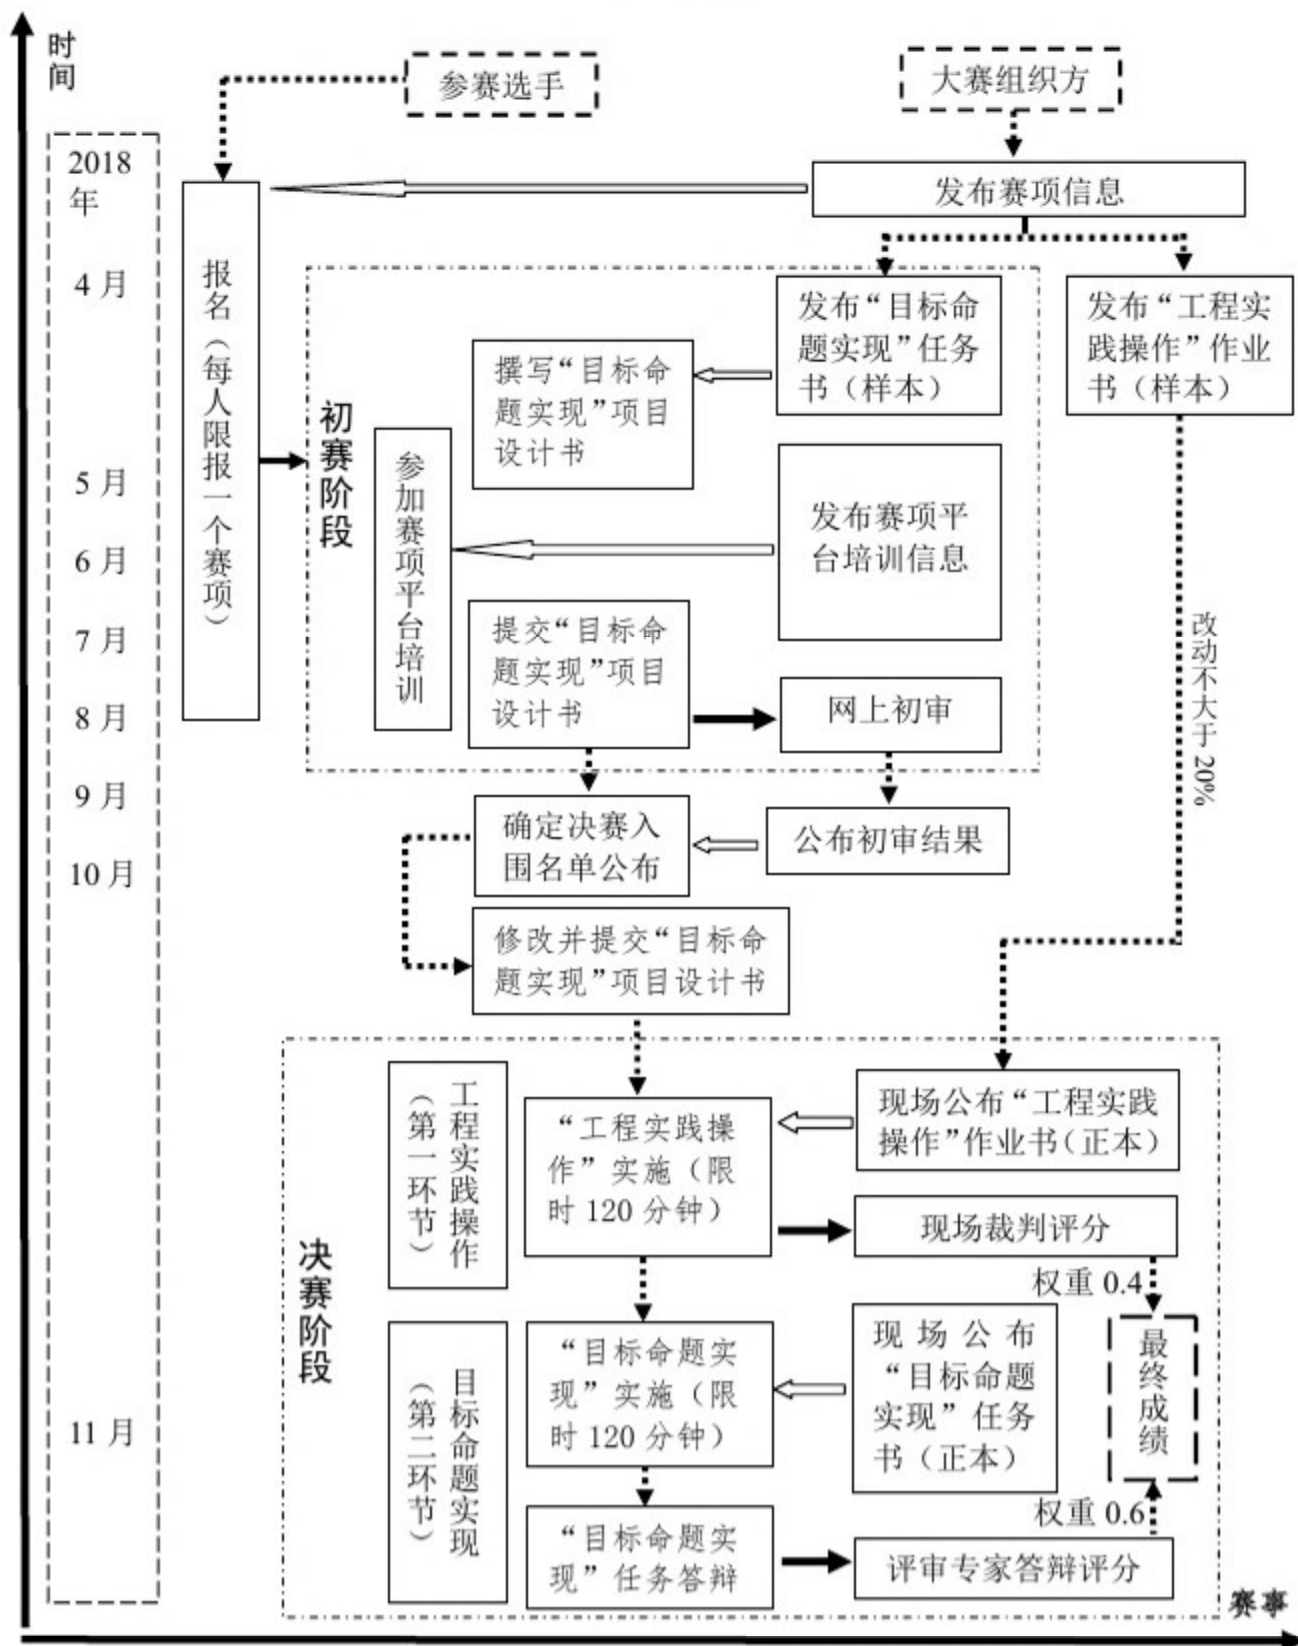 时
间
参赛选手
大赛组织方
2018
年
4 月
5 月
6 月
7 月
8 月
9 月
10 月
11 月
发布赛项信息
报名（每人限报一个赛项）
初赛阶段
发布“目标命
题实现”任务
书（样本）
发布“工程实
践操作”作业
书（样本）
撰写“目标命
题实现”项目
设计书
参加赛项平台培训
发布赛项平
台培训信息
提交“目标命
题实现”项目
设计书
网上初审
改动不大于 20%
确定决赛入
围名单公布
公布初审结果
修改并提交“目标命
题实现”项目设计书
决赛阶段
工程实践操作
（第一环节）
“工程实践操
作”实施（限
时 120 分钟）
现场公布“工程实践
操作”作业书（正本）
现场裁判评分
权重 0.4
目标命题实现
（第二环节）
“目标命题实
现”实施（限
时 120 分钟）
现场公布
“目标命题
实现”任务
书（正本）
最终成绩
权重 0.6
“目标命题实
现”任务答辩
评审专家答辩评分
赛事